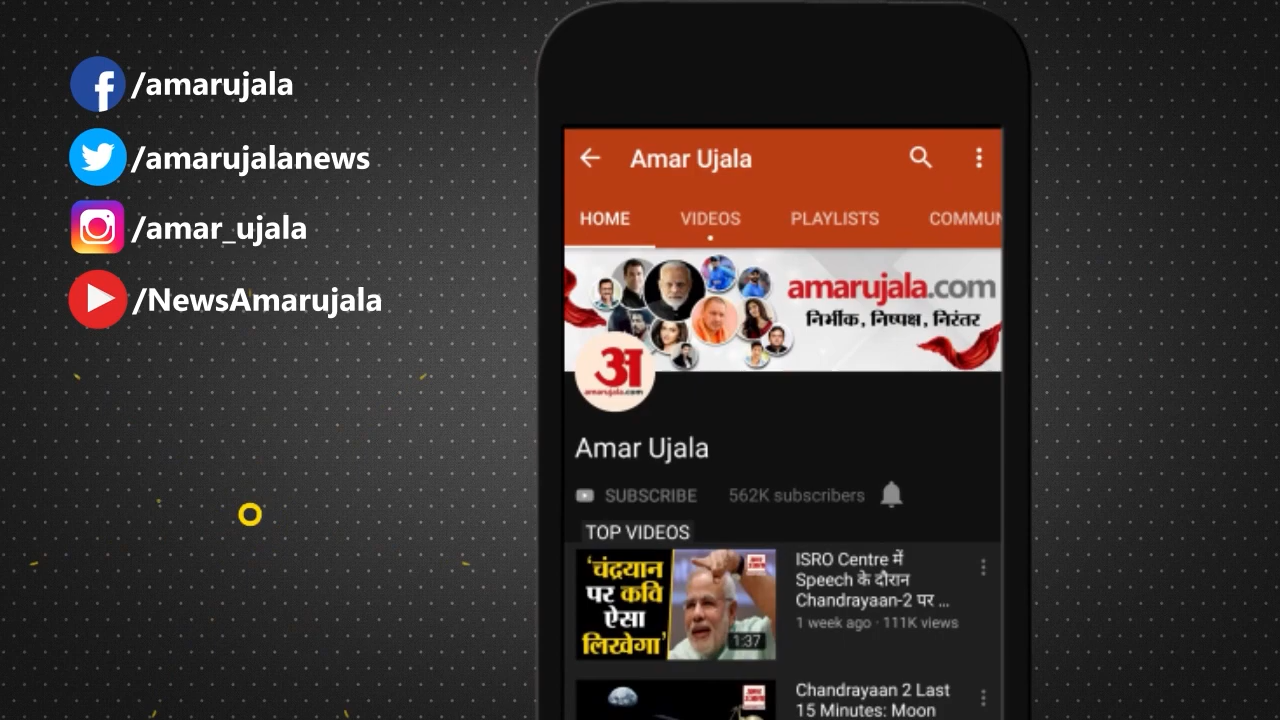 /amarujala
/amarujalanews
/amar_ujala
/NewsAmarujala
Amar Ujala
HOME VIDEOS PLAYLISTS COMMUN
amarujala.com
निर्भीक, निष्पक्ष, निरंतर
अ
amarujala.com
Amar Ujala
SUBSCRIBE 562K subscribers
TOP VIDEOS
'चंद्रयान
पर कवि
ऐसा
लिखेगा'
1:37
ISRO Centre में
Speech के दौरान
Chandrayaan-2 पर ...
1 week ago · 111K views
Chandrayaan 2 Last
15 Minutes: Moon